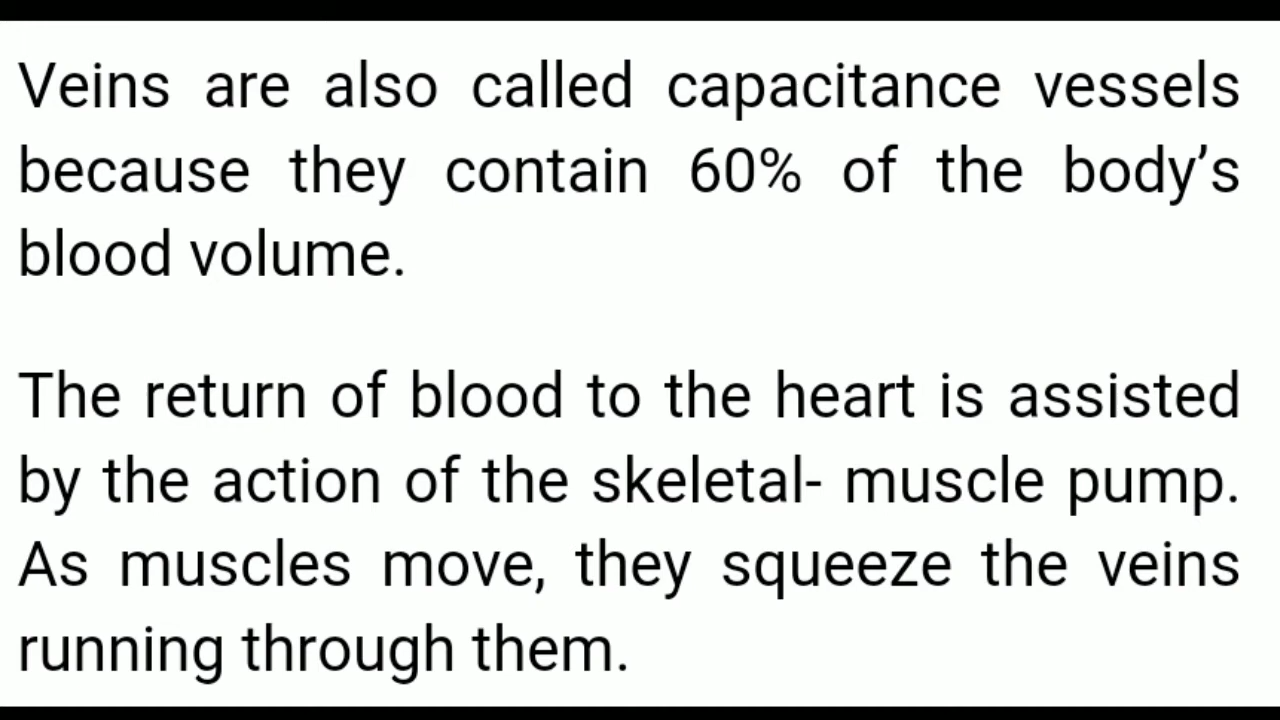 Veins are also called capacitance vessels
because they contain 60% of the body’s
blood volume.
The return of blood to the heart is assisted
by the action of the skeletal- muscle pump.
As muscles move, they squeeze the veins
running through them.